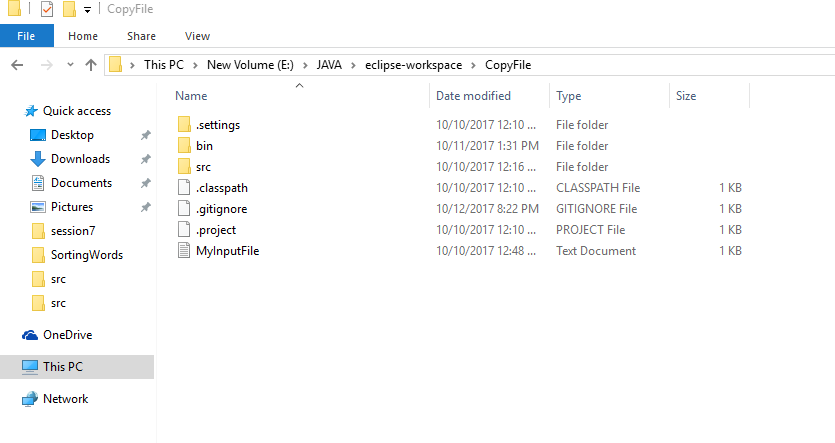 CopyFile
File Home Share View
This PC New Volume (E:) JAVA eclipse-workspace CopyFile
Name Date modified Type Size
Quick access
Desktop
Downloads
Documents
Pictures
session7
SortingWords
src
src
OneDrive
This PC
Network
.settings 10/10/2017 12:10 ... File folder
bin 10/11/2017 1:31 PM File folder
src 10/10/2017 12:16 ... File folder
.classpath 10/10/2017 12:10 ... CLASSPATH File 1 KB
.gitignore 10/12/2017 8:22 PM GITIGNORE File 1 KB
.project 10/10/2017 12:10 ... PROJECT File 1 KB
MyInputFile 10/10/2017 12:48 ... Text Document 1 KB